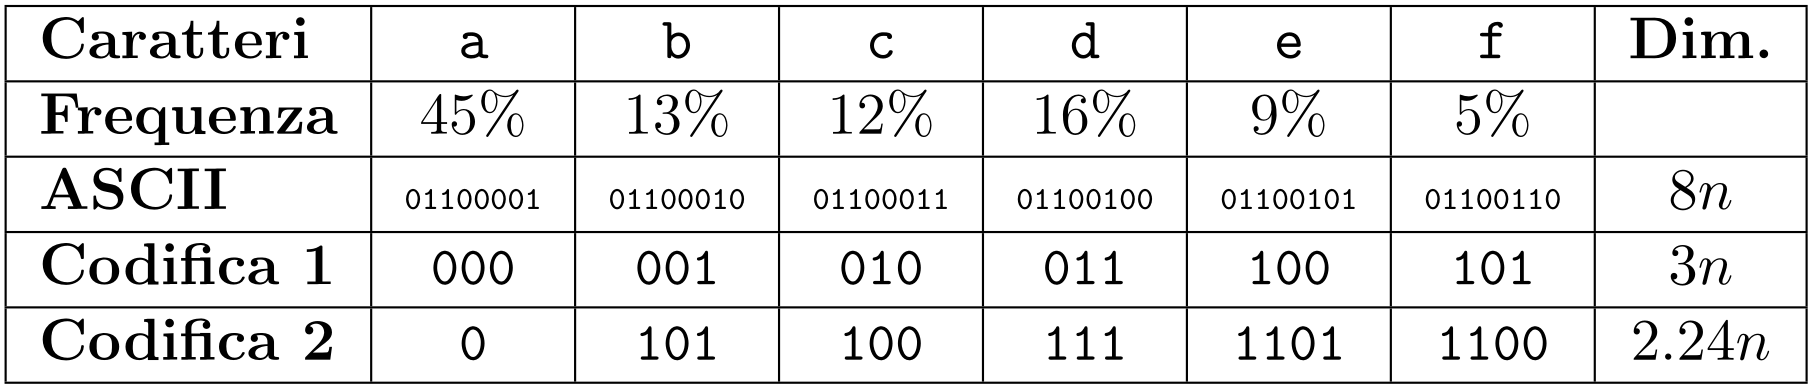 Caratteri a b c d e f Dim.
Frequenza 45% 13% 12% 16% 9% 5%
ASCII 01100001 01100010 01100011 01100100 01100101 01100110 8n
Codifica 1 000 001 010 011 100 101 3n
Codifica 2 0 101 100 111 1101 1100 2.24n